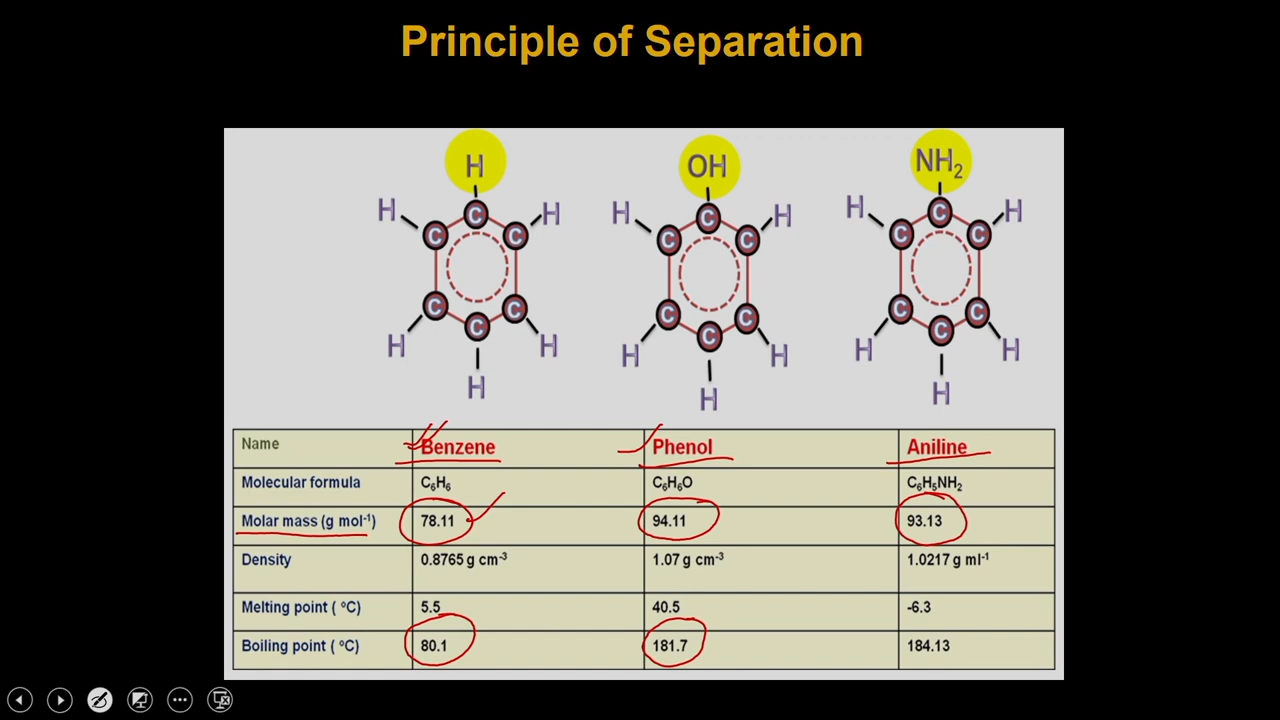 Principle of Separation
H OH NH₂
H H H H H H
C C C
C C C C C C
C C C C C C
C C C
H H H H H H
H H H
Name Benzene Phenol Aniline
Molecular formula C₆H₆ C₆H₆O C₆H₅NH₂
Molar mass (g mol⁻¹) 78.11 94.11 93.13
Density 0.8765 g cm⁻³ 1.07 g cm⁻³ 1.0217 g ml⁻¹
Melting point ( ⁰C) 5.5 40.5 -6.3
Boiling point ( ⁰C) 80.1 181.7 184.13